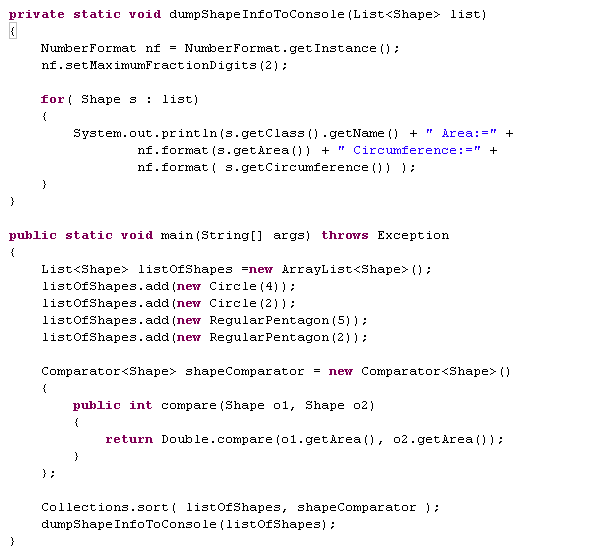 private static void dumpShapeInfoToConsole(List<Shape> list)
{
    NumberFormat nf = NumberFormat.getInstance();
    nf.setMaximumFractionDigits(2);

    for( Shape s : list)
    {
        System.out.println(s.getClass().getName() + " Area:=" +
                nf.format(s.getArea()) + " Circumference:=" +
                nf.format( s.getCircumference()) );
    }
}

public static void main(String[] args) throws Exception
{
    List<Shape> listOfShapes =new ArrayList<Shape>();
    listOfShapes.add(new Circle(4));
    listOfShapes.add(new Circle(2));
    listOfShapes.add(new RegularPentagon(5));
    listOfShapes.add(new RegularPentagon(2));

    Comparator<Shape> shapeComparator = new Comparator<Shape>()
    {
        public int compare(Shape o1, Shape o2)
        {
            return Double.compare(o1.getArea(), o2.getArea());
        }
    };

    Collections.sort( listOfShapes, shapeComparator );
    dumpShapeInfoToConsole(listOfShapes);
}